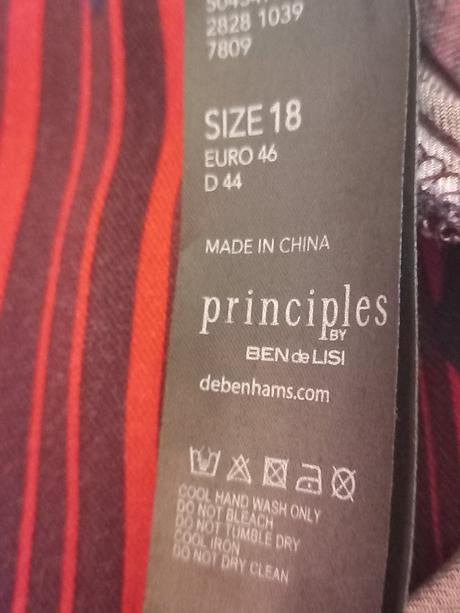 2828 1039
7809
SIZE 18
EURO 46
D 44
MADE IN CHINA
principles
BY
BEN de LISI
debenhams.com
COOL HAND WASH ONLY
DO NOT BLEACH
DO NOT TUMBLE DRY
COOL IRON
DO NOT DRY CLEAN